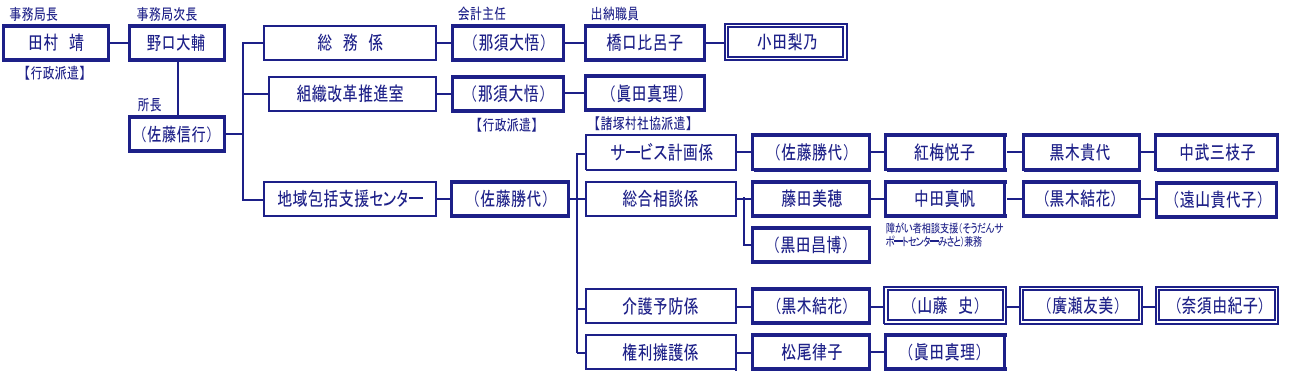 事務局長
田村 靖
【行政派遣】
事務局次長
野口大輔
所長
(佐藤信行)
総 務 係
会計主任
(那須大悟)
出納職員
橋口比呂子
小田梨乃
組織改革推進室
(那須大悟)
【行政派遣】
(眞田真理)
【諸塚村社協派遣】
地域包括支援センター
(佐藤勝代)
サービス計画係
(佐藤勝代)
紅梅悦子
黒木貴代
中武三枝子
総合相談係
藤田美穂
中田真帆
(黒木結花)
(遠山貴代子)
障がい者相談支援(そうだんサ
ポートセンターみさと)兼務
(黒田昌博)
介護予防係
(黒木結花)
(山藤 史)
(廣瀬友美)
(奈須由紀子)
権利擁護係
松尾律子
(眞田真理)